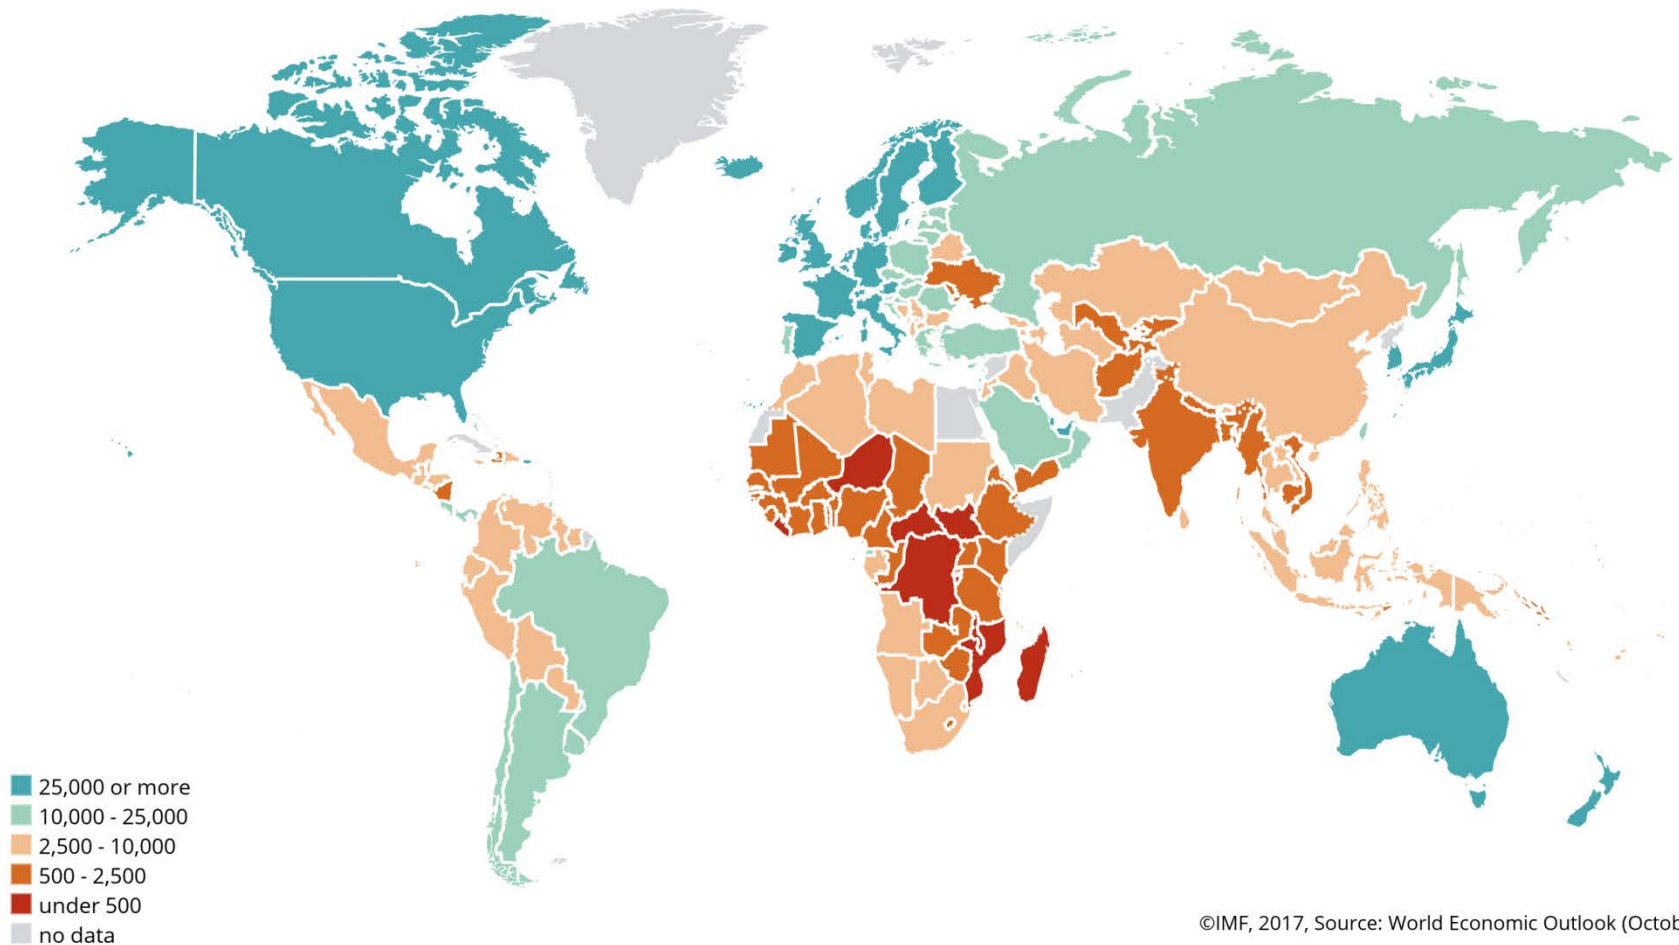 25,000 or more
10,000 - 25,000
2,500 - 10,000
500 - 2,500
under 500
no data
©IMF, 2017, Source: World Economic Outlook (Octob